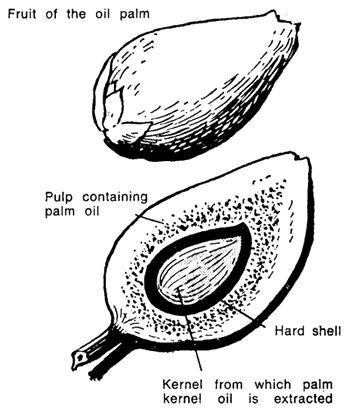 Fruit of the oil palm
Pulp containing
palm oil
Hard shell
Kernel from which palm
kernel oil is extracted